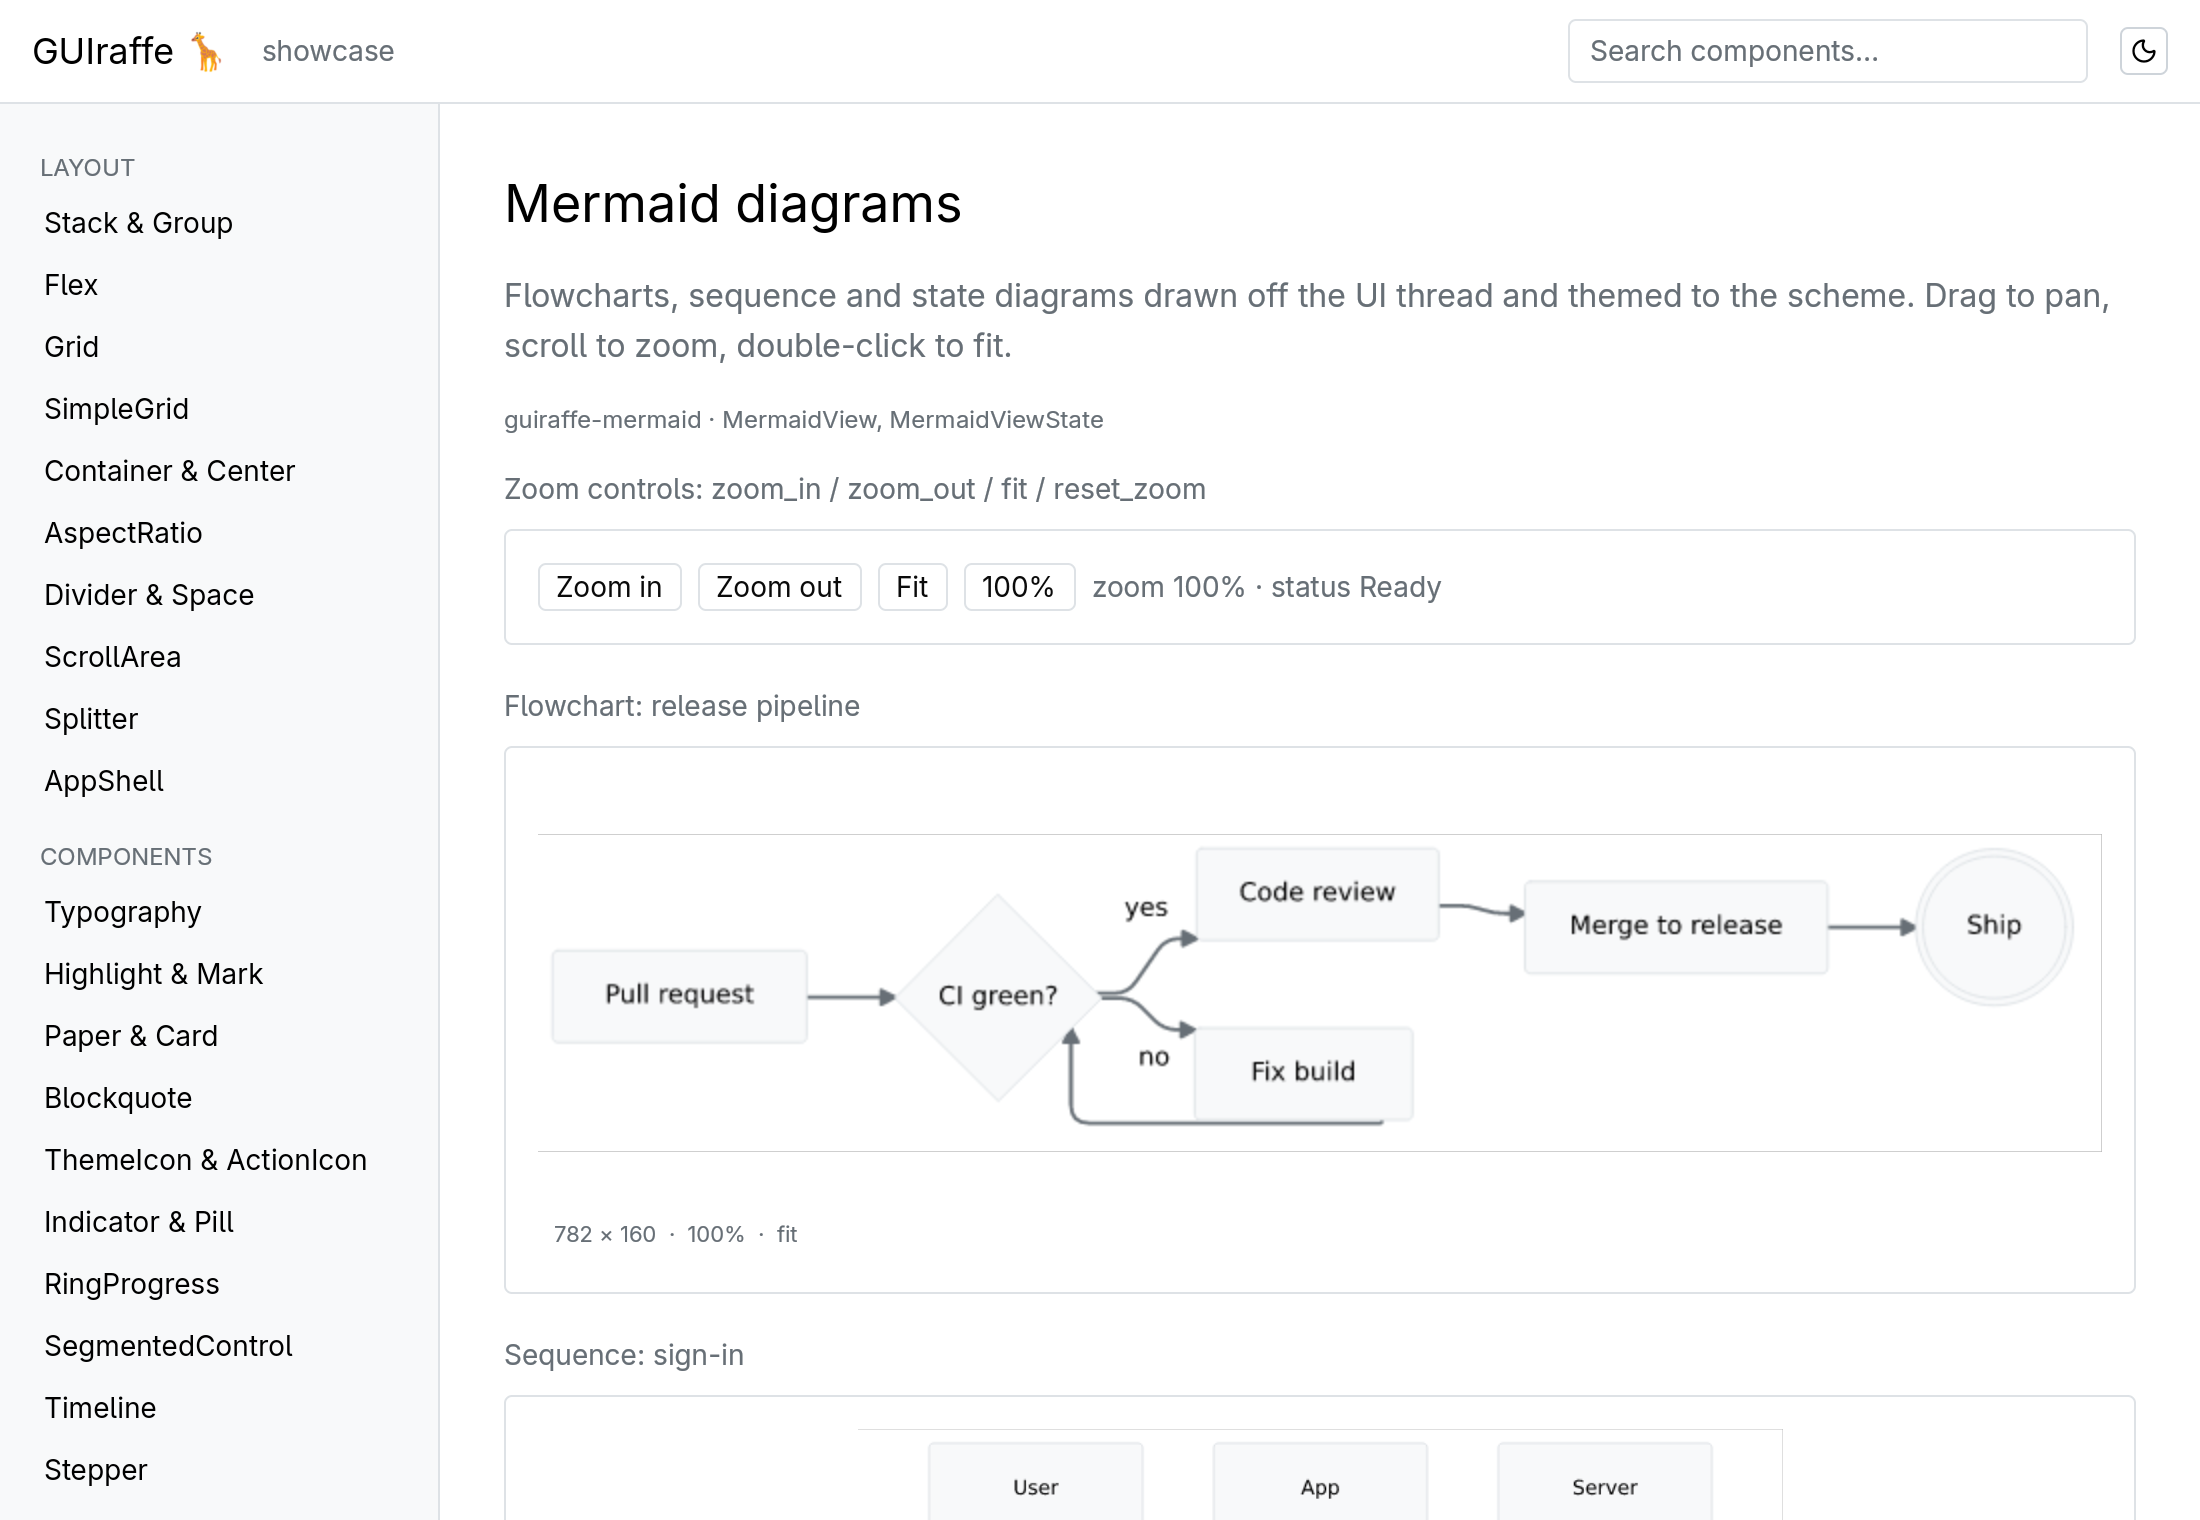 GUIraffe 🦒 showcase
Search components...
LAYOUT
Stack & Group
Flex
Grid
SimpleGrid
Container & Center
AspectRatio
Divider & Space
ScrollArea
Splitter
AppShell
COMPONENTS
Typography
Highlight & Mark
Paper & Card
Blockquote
ThemeIcon & ActionIcon
Indicator & Pill
RingProgress
SegmentedControl
Timeline
Stepper
Mermaid diagrams
Flowcharts, sequence and state diagrams drawn off the UI thread and themed to the scheme. Drag to pan,
scroll to zoom, double-click to fit.
guiraffe-mermaid · MermaidView, MermaidViewState
Zoom controls: zoom_in / zoom_out / fit / reset_zoom
Zoom in Zoom out Fit 100% zoom 100% · status Ready
Flowchart: release pipeline
Pull request
CI green?
yes
no
Code review
Fix build
Merge to release
Ship
782 × 160 · 100% · fit
Sequence: sign-in
User App Server